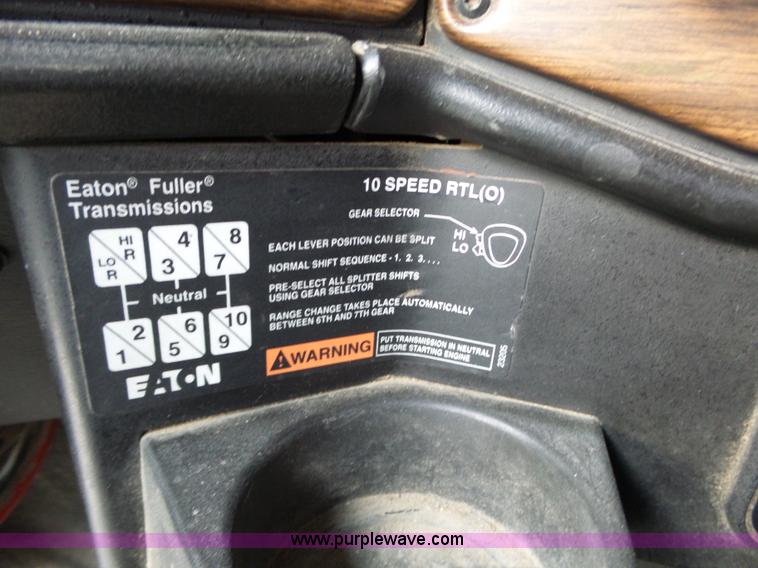 Eaton® Fuller®
Transmissions
10 SPEED RTL(O)
GEAR SELECTOR
HI
LO
EACH LEVER POSITION CAN BE SPLIT
NORMAL SHIFT SEQUENCE - 1. 2. 3. . . .
PRE-SELECT ALL SPLITTER SHIFTS
USING GEAR SELECTOR
RANGE CHANGE TAKES PLACE AUTOMATICALLY
BETWEEN 6TH AND 7TH GEAR
HI
R
LO
R
4
3
8
7
Neutral
2
1
6
5
10
9
EATON
WARNING
PUT TRANSMISSION IN NEUTRAL
BEFORE STARTING ENGINE
23205
www.purplewave.com